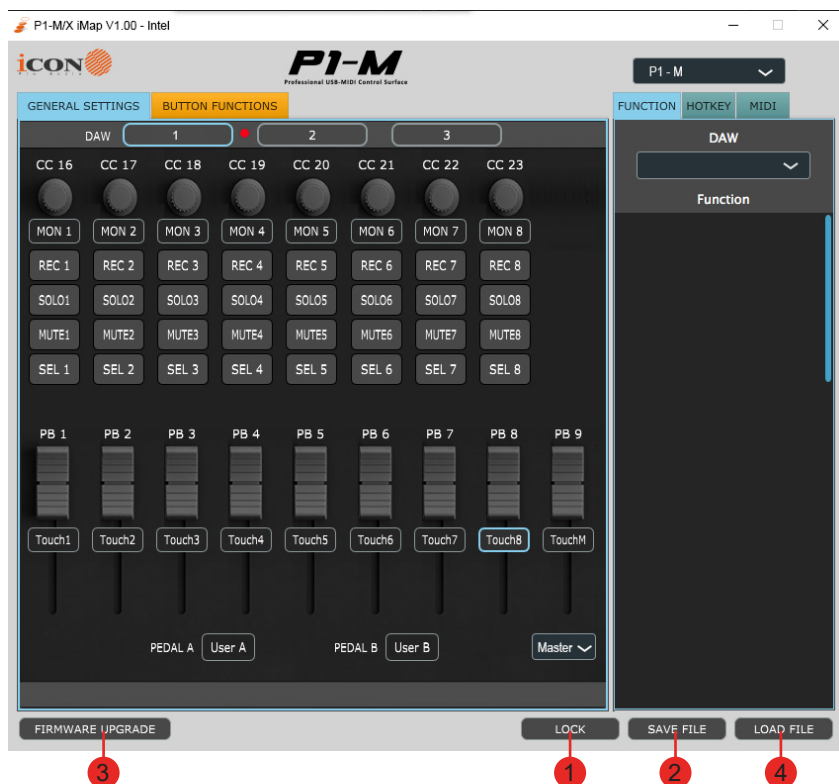 P1-M/X iMap V1.00 - Intel
icon
P1-M
Professional USB-MIDI Control Surface
P1 - M
GENERAL SETTINGS BUTTON FUNCTIONS
FUNCTION HOTKEY MIDI
DAW 1 2 3
DAW
CC 16 CC 17 CC 18 CC 19 CC 20 CC 21 CC 22 CC 23
Function
MON 1 MON 2 MON 3 MON 4 MON 5 MON 6 MON 7 MON 8
REC 1 REC 2 REC 3 REC 4 REC 5 REC 6 REC 7 REC 8
SOLO1 SOLO2 SOLO3 SOLO4 SOLO5 SOLO6 SOLO7 SOLO8
MUTE1 MUTE2 MUTE3 MUTE4 MUTE5 MUTE6 MUTE7 MUTE8
SEL 1 SEL 2 SEL 3 SEL 4 SEL 5 SEL 6 SEL 7 SEL 8
PB 1 PB 2 PB 3 PB 4 PB 5 PB 6 PB 7 PB 8 PB 9
Touch1 Touch2 Touch3 Touch4 Touch5 Touch6 Touch7 Touch8 TouchM
PEDAL A User A PEDAL B User B Master
FIRMWARE UPGRADE LOCK SAVE FILE LOAD FILE
3 1 2 4